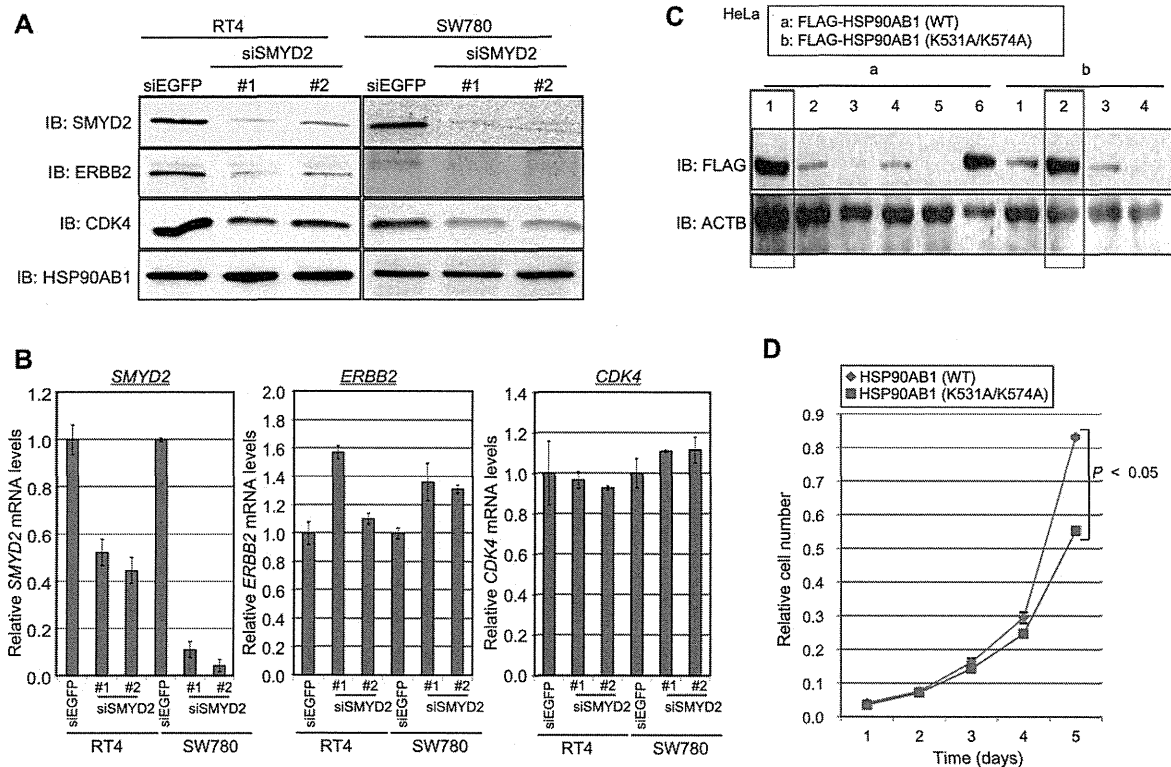 A
RT4
SW780
siSMYD2
siSMYD2
siEGFP #1 #2 siEGFP #1 #2
IB: SMYD2
IB: ERBB2
IB: CDK4
IB: HSP90AB1
B
SMYD2
Relative SMYD2 mRNA levels
1.2
1.0
0.8
0.6
0.4
0.2
0.0
siEGFP #1 #2 siEGFP #1 #2
siSMYD2 siSMYD2
RT4 SW780
ERBB2
Relative ERBB2 mRNA levels
2.0
1.8
1.6
1.4
1.2
1.0
0.8
0.6
0.4
0.2
0.0
siEGFP #1 #2 siEGFP #1 #2
siSMYD2 siSMYD2
RT4 SW780
CDK4
Relative CDK4 mRNA levels
1.4
1.2
1.0
0.8
0.6
0.4
0.2
0.0
siEGFP #1 #2 siEGFP #1 #2
siSMYD2 siSMYD2
RT4 SW780
C
HeLa
a: FLAG-HSP90AB1 (WT)
b: FLAG-HSP90AB1 (K531A/K574A)
a b
1 2 3 4 5 6 1 2 3 4
IB: FLAG
IB: ACTB
D
HSP90AB1 (WT)
HSP90AB1 (K531A/K574A)
Relative cell number
0.9
0.8
0.7
0.6
0.5
0.4
0.3
0.2
0.1
0.0
P < 0.05
1 2 3 4 5
Time (days)